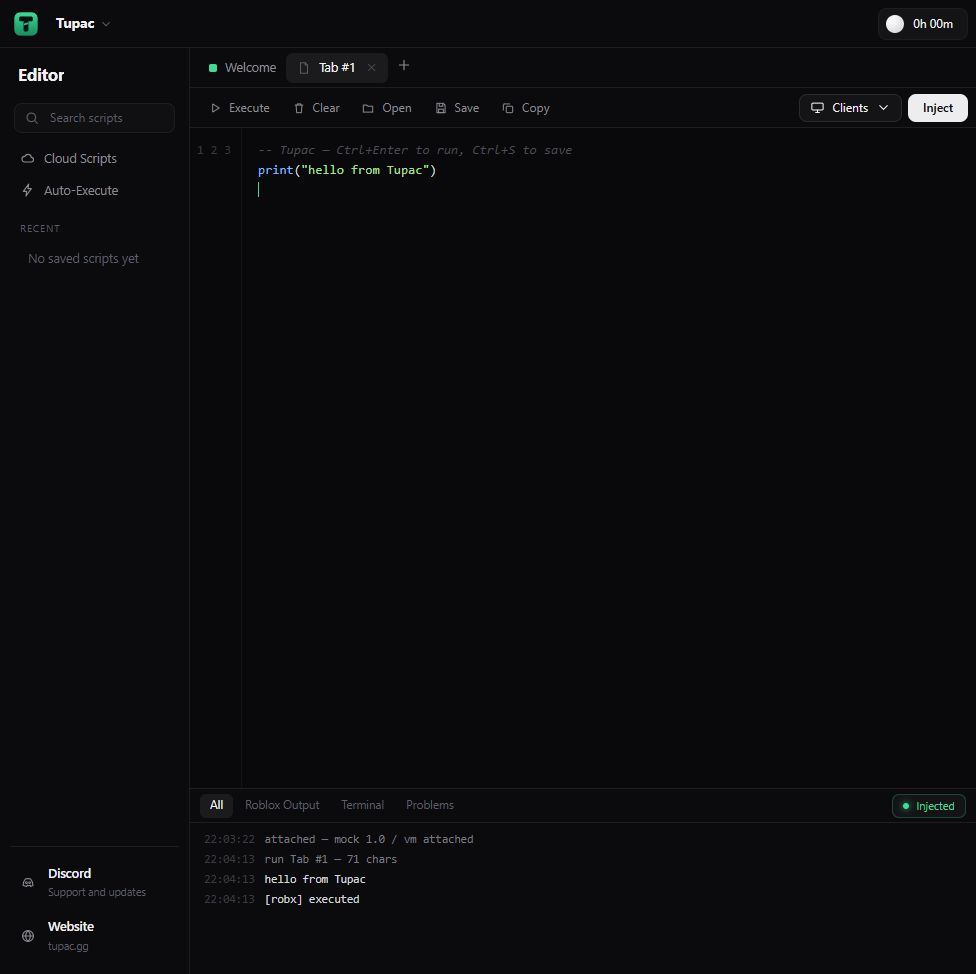 Tupac
0h 00m
Editor
Search scripts
Cloud Scripts
Auto-Execute
RECENT
No saved scripts yet
Discord
Support and updates
Website
tupac.gg
Welcome
Tab #1
Execute
Clear
Open
Save
Copy
Clients
Inject
1 2 3
-- Tupac — Ctrl+Enter to run, Ctrl+S to save
print("hello from Tupac")
All
Roblox Output
Terminal
Problems
Injected
22:03:22 attached — mock 1.0 / vm attached
22:04:13 run Tab #1 — 71 chars
22:04:13 hello from Tupac
22:04:13 [robx] executed